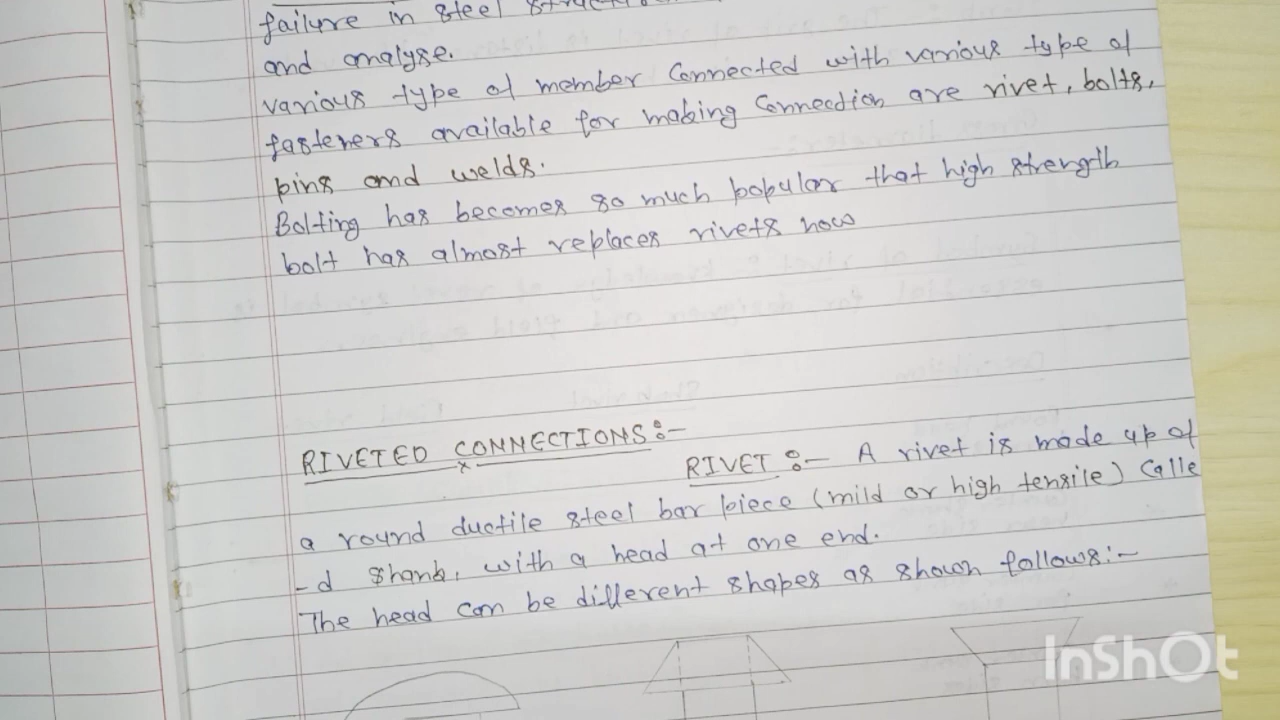 failure in steel
and analyse.
various type of member connected with various type of
fasteners available for making connection are rivet, bolts,
pins and welds.
Bolting has becomes so much popular that high strength
bolt has almost replaces rivets now
RIVETED CONNECTIONS:-
RIVET:- A rivet is made up of
a round ductile steel bar piece (mild or high tensile) Calle
-d shank, with a head at one end.
The head can be different shapes as shown follows:-
InShOt